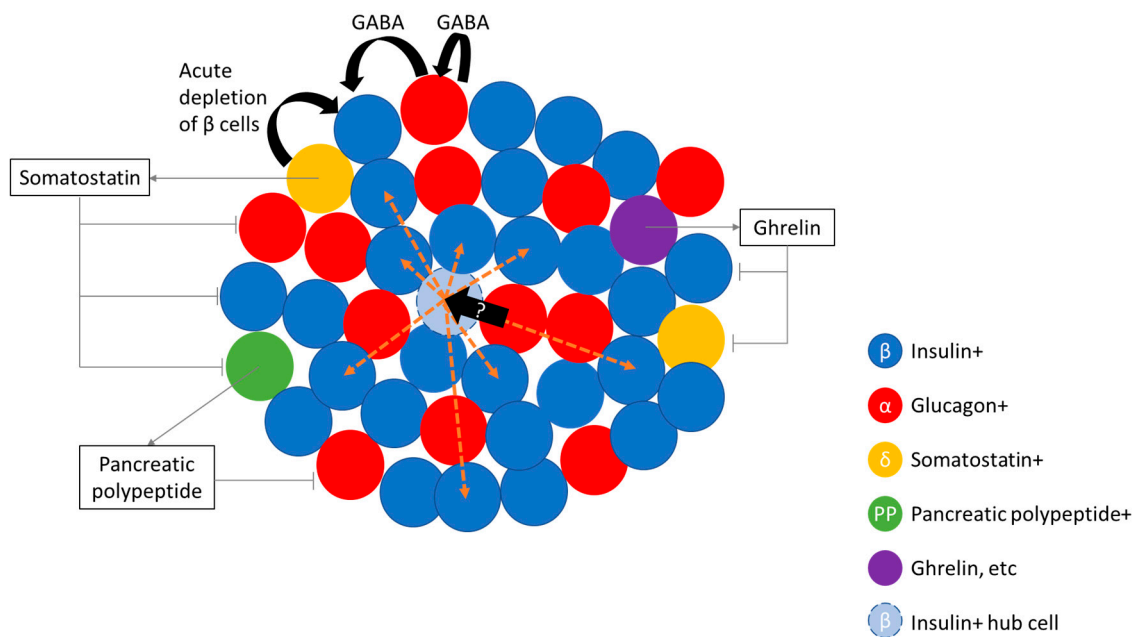 GABA
GABA
Acute
depletion
of β cells
Somatostatin
Ghrelin
?
Pancreatic
polypeptide
β Insulin+
α Glucagon+
δ Somatostatin+
PP Pancreatic polypeptide+
Ghrelin, etc
β Insulin+ hub cell